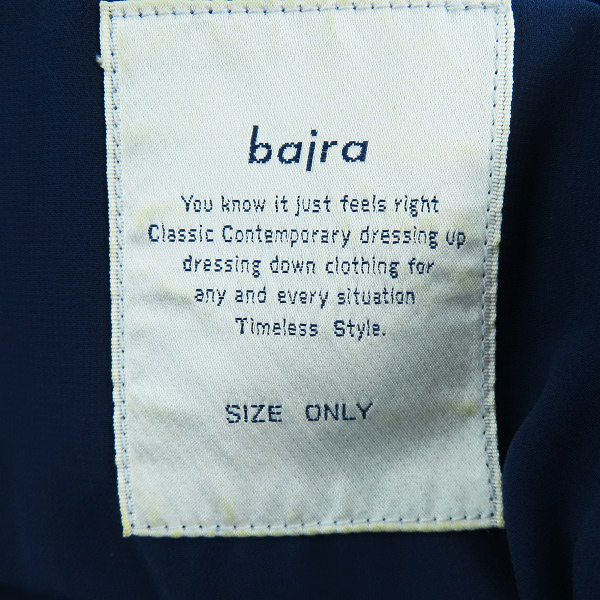 bajra
You know it just feels right
Classic Contemporary dressing up
dressing down clothing for
any and every situation
Timeless Style.
SIZE ONLY